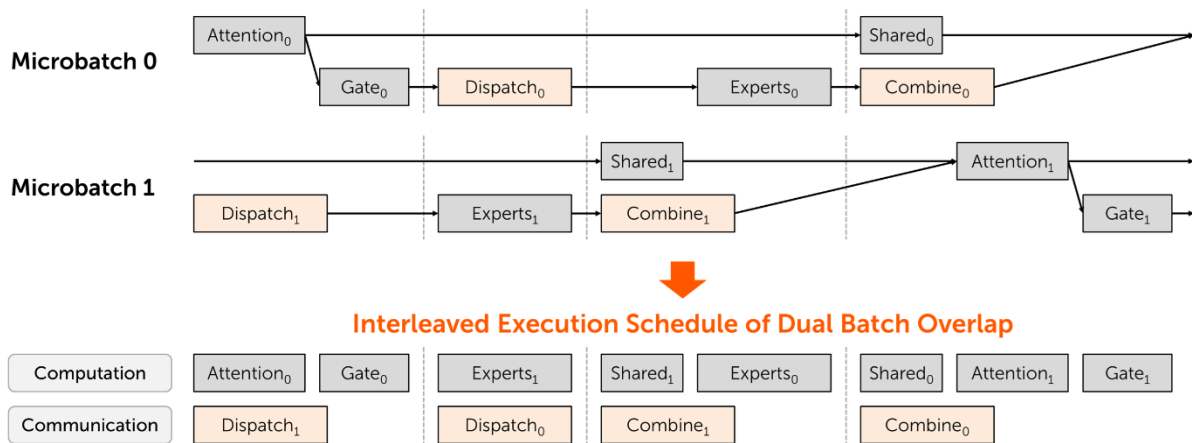 Attention₀ Shared₀
Microbatch 0
Gate₀ Dispatch₀ Experts₀ Combine₀
Shared₁ Attention₁
Microbatch 1
Dispatch₁ Experts₁ Combine₁ Gate₁
Interleaved Execution Schedule of Dual Batch Overlap
Computation Attention₀ Gate₀ Experts₁ Shared₁ Experts₀ Shared₀ Attention₁ Gate₁
Communication Dispatch₁ Dispatch₀ Combine₁ Combine₀